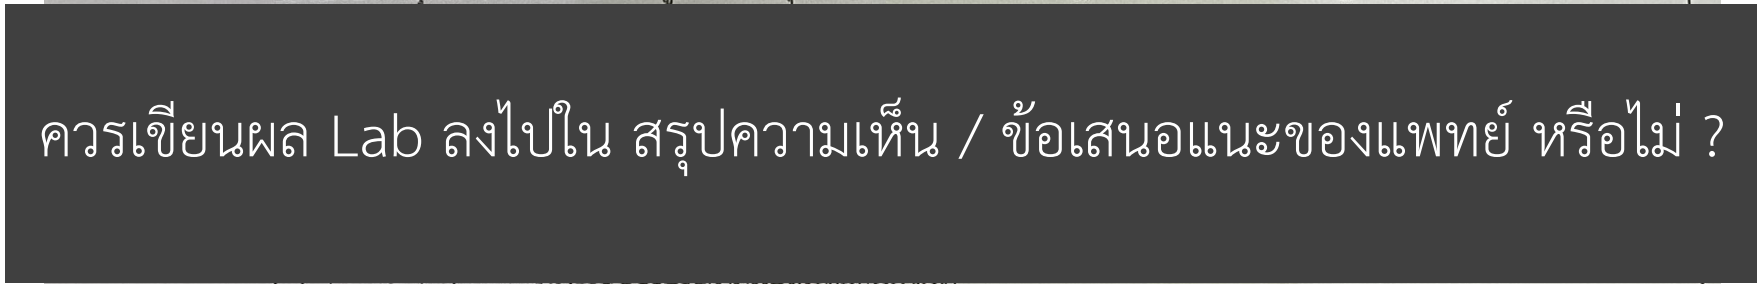 ควรเขียนผล Lab ลงไปใน สรุปความเห็น / ข้อเสนอแนะของแพทย์ หรือไม่ ?